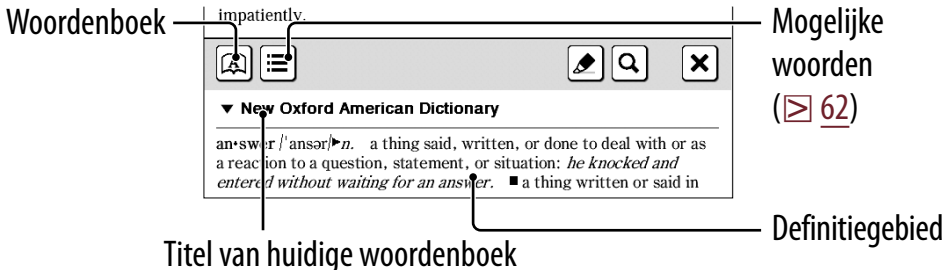 impatiently.
Woordenboek
Mogelijke
woorden
(62)
▼ New Oxford American Dictionary
an•swer /ˈansər/▶n. a thing said, written, or done to deal with or as
a reaction to a question, statement, or situation: he knocked and
entered without waiting for an answer. ■ a thing written or said in
Definitiegebied
Titel van huidige woordenboek